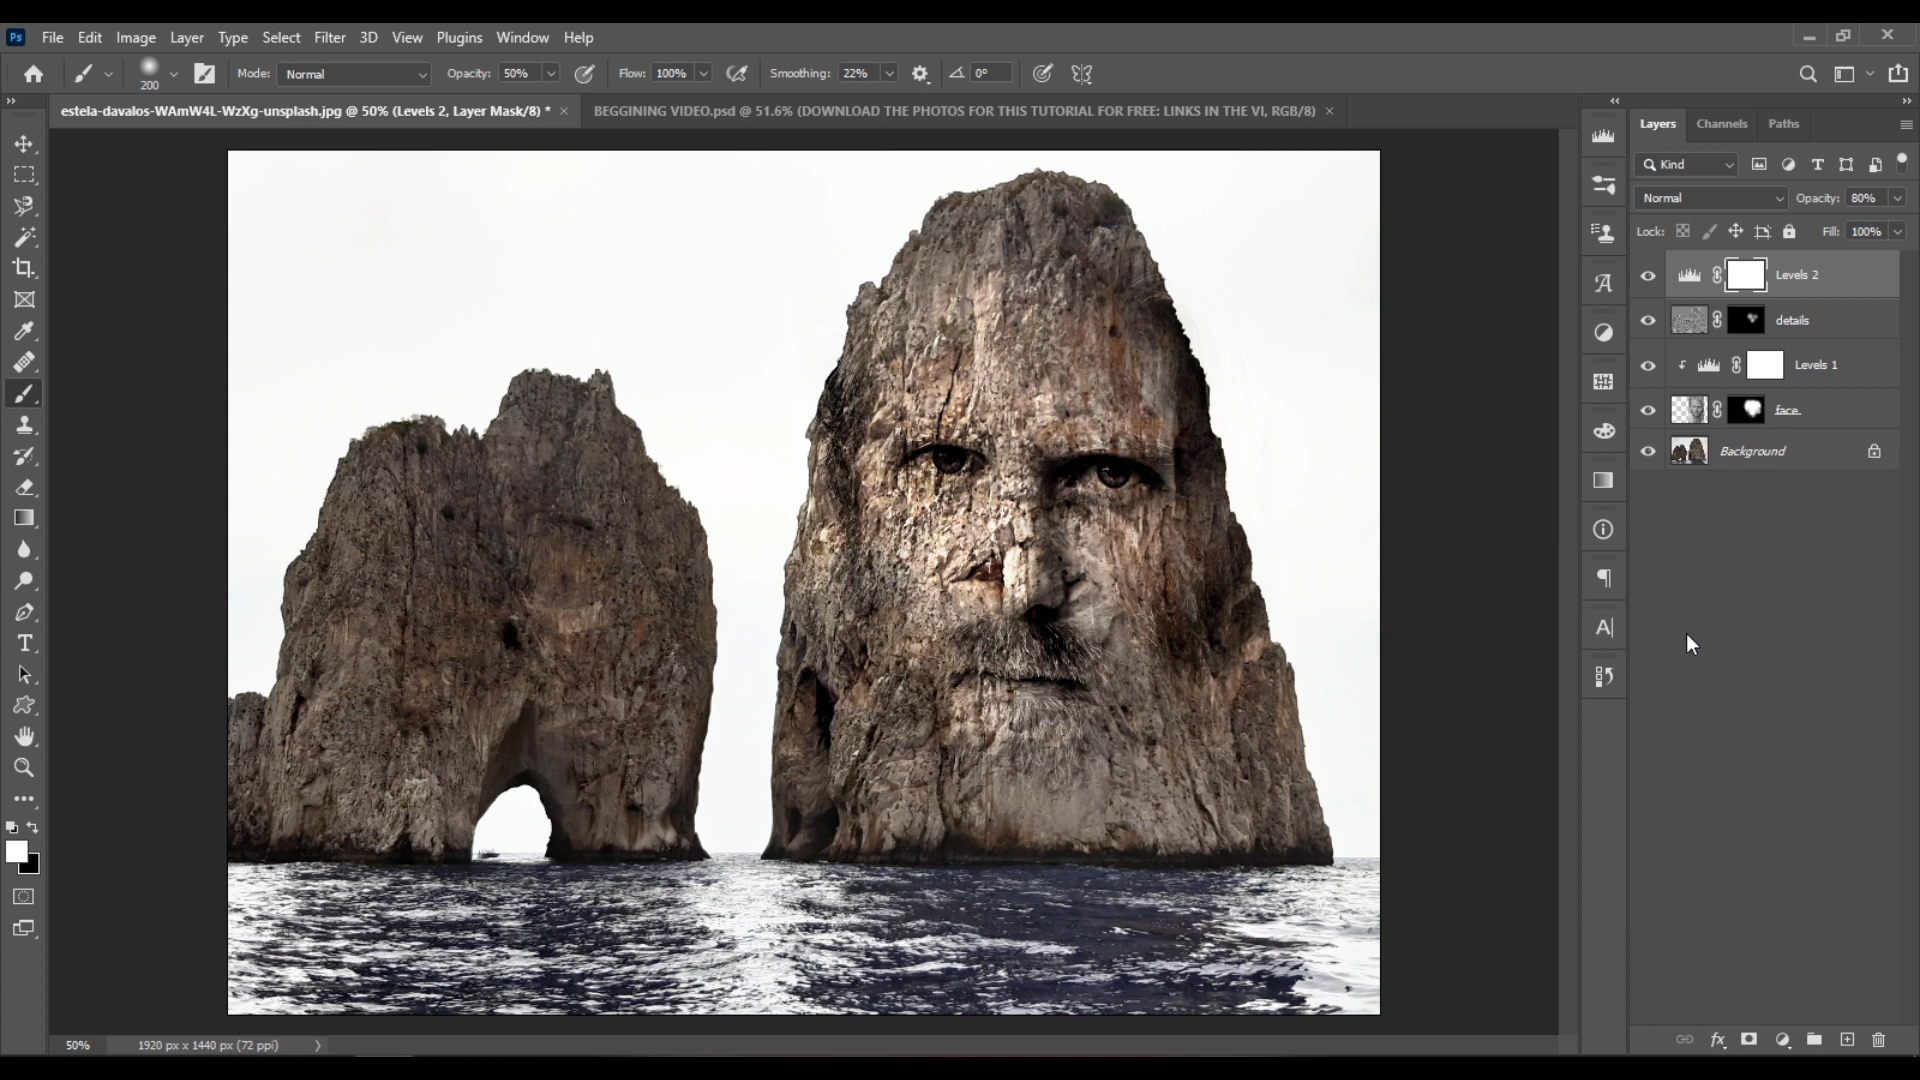 Ps File Edit Image Layer Type Select Filter 3D View Plugins Window Help
200 Mode: Normal Opacity: 50% Flow: 100% Smoothing: 22% 0°
estela-davalos-WAmW4L-WzXg-unsplash.jpg @ 50% (Levels 2, Layer Mask/8) * × BEGGINING VIDEO.psd @ 51.6% (DOWNLOAD THE PHOTOS FOR THIS TUTORIAL FOR FREE: LINKS IN THE VI, RGB/8) ×
Layers Channels Paths
Kind
Normal Opacity: 80%
Lock: Fill: 100%
Levels 2
details
Levels 1
face
Background
50% 1920 px x 1440 px (72 ppi)
fx